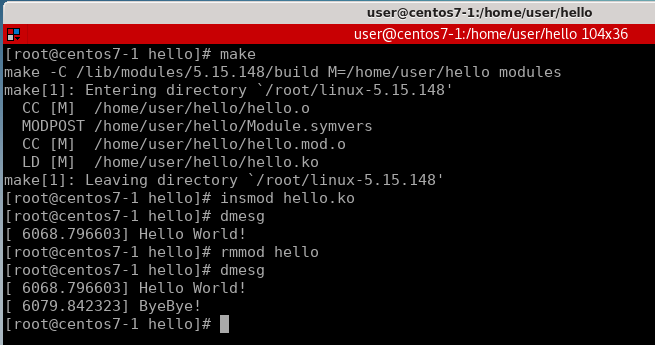 user@centos7-1:/home/user/hello
user@centos7-1:/home/user/hello 104x36
[root@centos7-1 hello]# make
make -C /lib/modules/5.15.148/build M=/home/user/hello modules
make[1]: Entering directory `/root/linux-5.15.148'
  CC [M]  /home/user/hello/hello.o
  MODPOST /home/user/hello/Module.symvers
  CC [M]  /home/user/hello/hello.mod.o
  LD [M]  /home/user/hello/hello.ko
make[1]: Leaving directory `/root/linux-5.15.148'
[root@centos7-1 hello]# insmod hello.ko
[root@centos7-1 hello]# dmesg
[ 6068.796603] Hello World!
[root@centos7-1 hello]# rmmod hello
[root@centos7-1 hello]# dmesg
[ 6068.796603] Hello World!
[ 6079.842323] ByeBye!
[root@centos7-1 hello]#